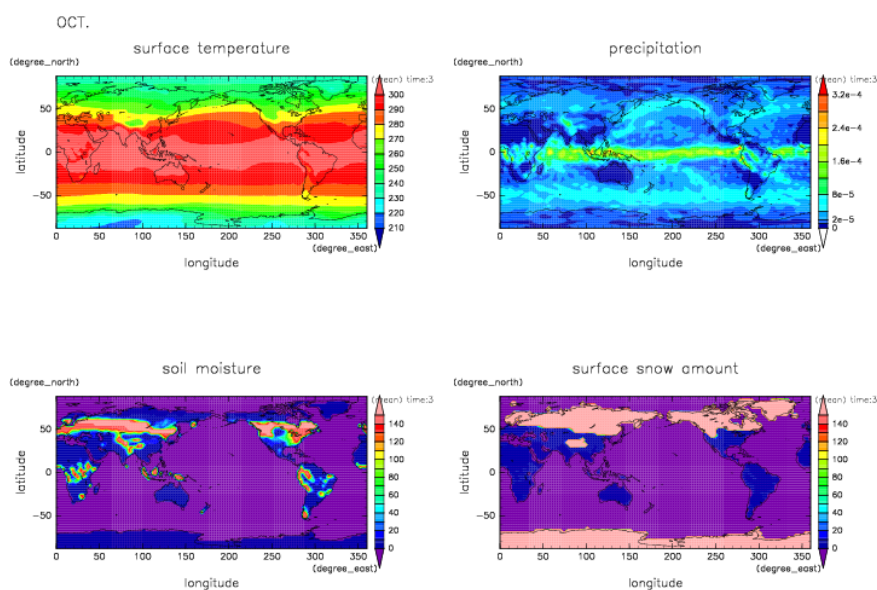 OCT.
surface temperature
(degree_north)
(mean) time:3
latitude
50
0
−50
300
290
280
270
260
250
240
230
220
210
0 50 100 150 200 250 300 350
(degree_east)
longitude
precipitation
(degree_north)
(mean) time:3
latitude
50
0
−50
3.2e−4
2.4e−4
1.6e−4
8e−5
2e−5
0
0 50 100 150 200 250 300 350
(degree_east)
longitude
soil moisture
(degree_north)
(mean) time:3
latitude
50
0
−50
140
120
100
80
60
40
20
0
0 50 100 150 200 250 300 350
(degree_east)
longitude
surface snow amount
(degree_north)
(mean) time:3
latitude
50
0
−50
140
120
100
80
60
40
20
0
0 50 100 150 200 250 300 350
(degree_east)
longitude